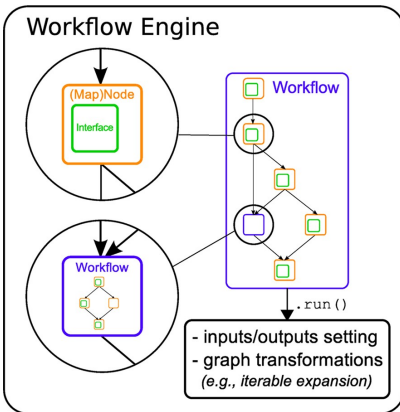 Workflow Engine
(Map)Node
Interface
Workflow
Workflow
.run()
- inputs/outputs setting
- graph transformations
(e.g., iterable expansion)